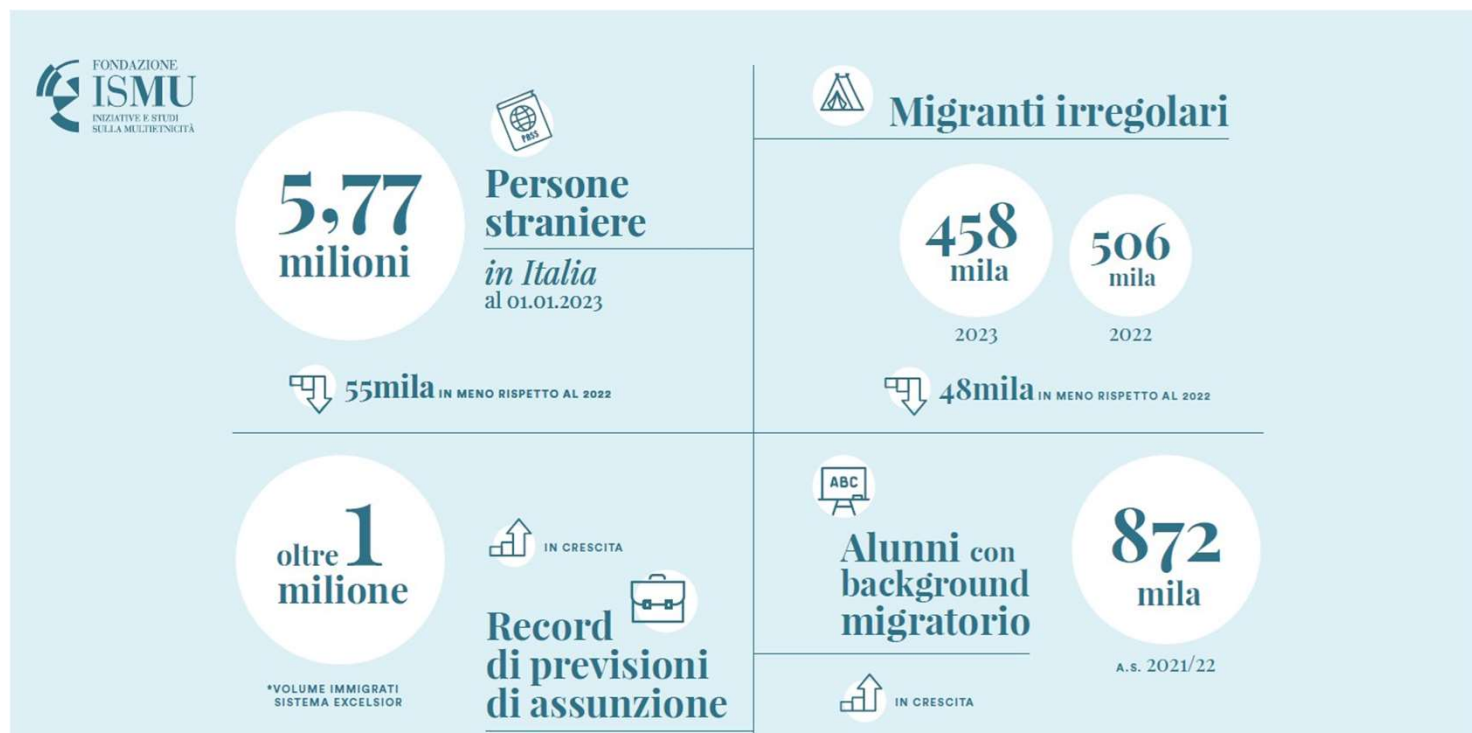 FONDAZIONE
ISMU
INIZIATIVE E STUDI
SULLA MULTIETNICITÀ
5,77
milioni
PASS
Persone
straniere
in Italia
al 01.01.2023
55mila IN MENO RISPETTO AL 2022
Migranti irregolari
458
mila
2023
506
mila
2022
48mila IN MENO RISPETTO AL 2022
oltre 1
milione
*VOLUME IMMIGRATI
SISTEMA EXCELSIOR
IN CRESCITA
Record
di previsioni
di assunzione
ABC
Alunni con
background
migratorio
872
mila
A.S. 2021/22
IN CRESCITA